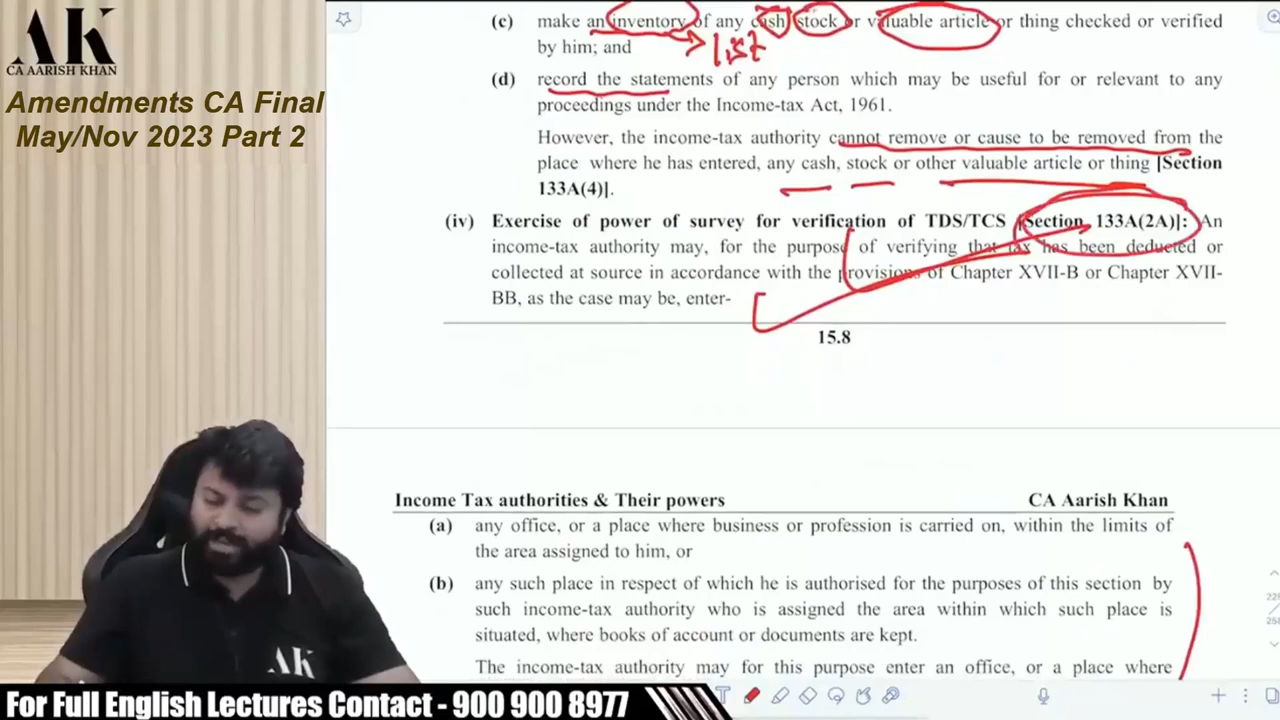 AK
CA AARISH KHAN
Amendments CA Final
May/Nov 2023 Part 2
(c) make an inventory of any cash, stock or valuable article or thing checked or verified
by him; and
list
(d) record the statements of any person which may be useful for or relevant to any
proceedings under the Income-tax Act, 1961.
However, the income-tax authority cannot remove or cause to be removed from the
place where he has entered, any cash, stock or other valuable article or thing [Section
133A(4)].
(iv) Exercise of power of survey for verification of TDS/TCS [Section 133A(2A)]: An
income-tax authority may, for the purpose of verifying that tax has been deducted or
collected at source in accordance with the provisions of Chapter XVII-B or Chapter XVII-
BB, as the case may be, enter-
15.8
Income Tax authorities & Their powers CA Aarish Khan
(a) any office, or a place where business or profession is carried on, within the limits of
the area assigned to him, or
(b) any such place in respect of which he is authorised for the purposes of this section by
such income-tax authority who is assigned the area within which such place is
situated, where books of account or documents are kept.
The income-tax authority may for this purpose enter an office, or a place where
AK
For Full English Lectures Contact - 900 900 8977